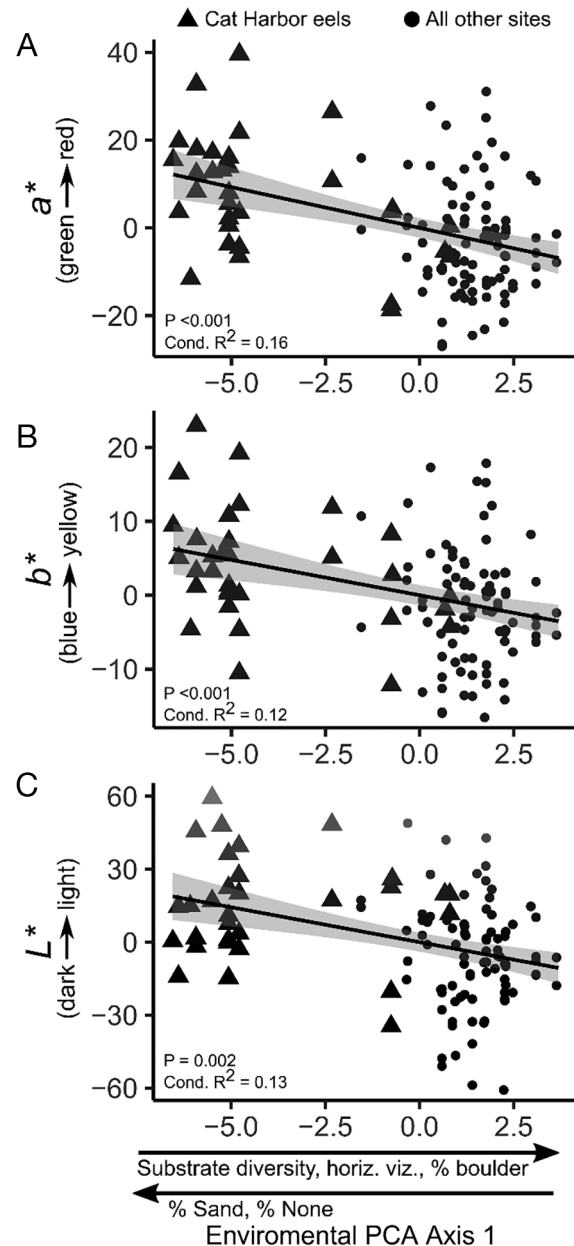 ▲ Cat Harbor eels ● All other sites
A
a*
(green → red)
40
20
0
−20
P <0.001
Cond. R² = 0.16
−5.0 −2.5 0.0 2.5
B
b*
(blue → yellow)
20
10
0
−10
P <0.001
Cond. R² = 0.12
−5.0 −2.5 0.0 2.5
C
L*
(dark → light)
60
30
0
−30
−60
P = 0.002
Cond. R² = 0.13
−5.0 −2.5 0.0 2.5
Substrate diversity, horiz. viz., % boulder
% Sand, % None
Enviromental PCA Axis 1